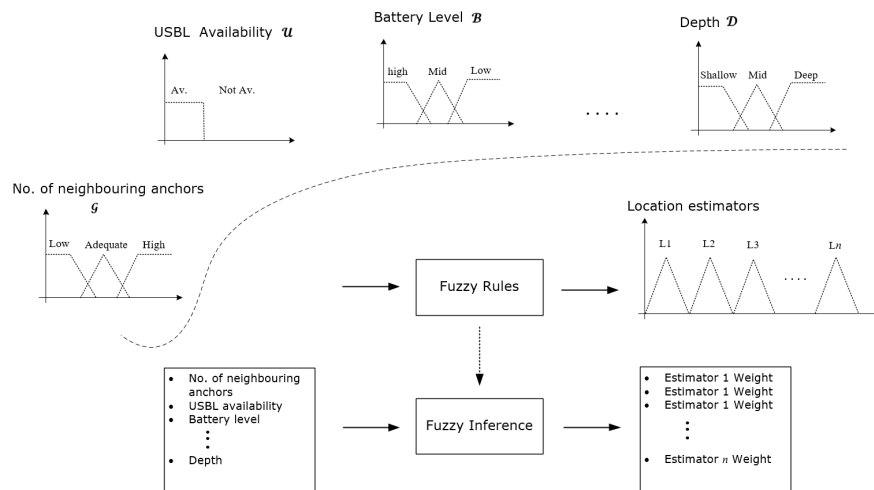 USBL Availability 𝓤
Av.
Not Av.
Battery Level 𝓑
high
Mid
Low
. . . .
Depth 𝓓
Shallow
Mid
Deep
No. of neighbouring anchors
𝓖
Low
Adequate
High
Fuzzy Rules
Location estimators
L1
L2
L3
. . . .
Ln
• No. of neighbouring
anchors
• USBL availability
• Battery level
• Depth
Fuzzy Inference
• Estimator 1 Weight
• Estimator 1 Weight
• Estimator 1 Weight
• Estimator n Weight